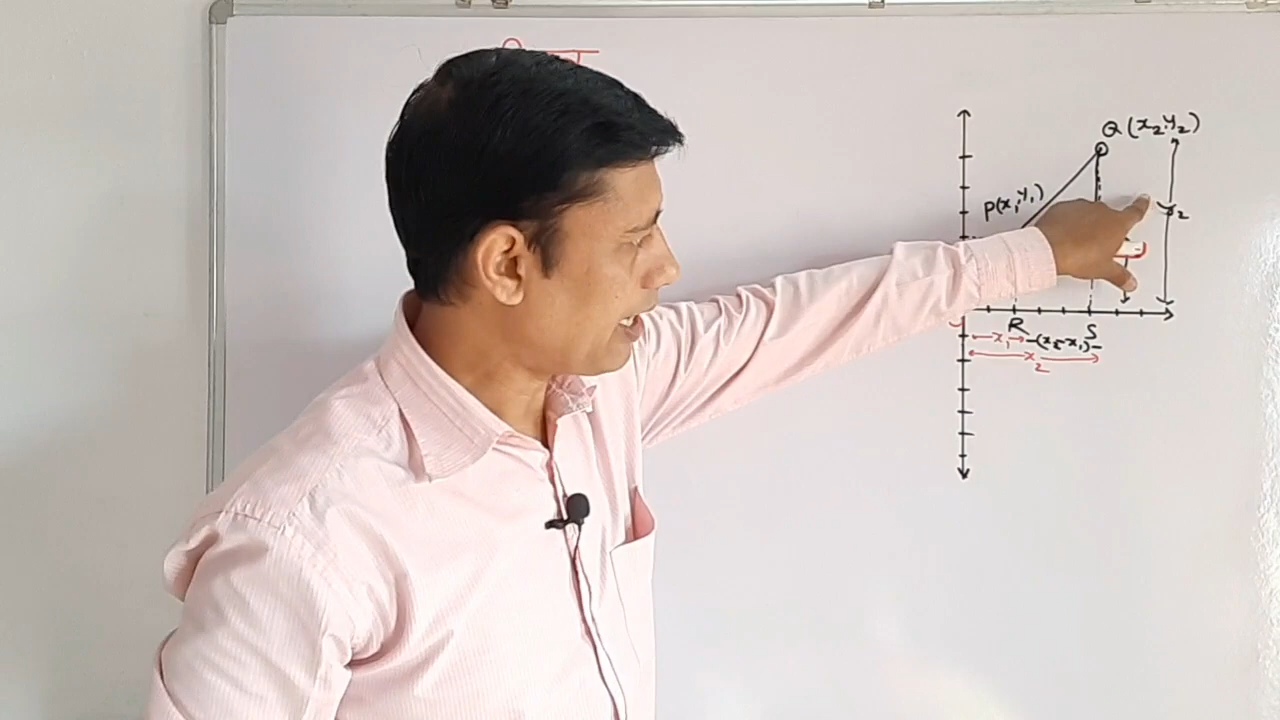 Q (x₂, y₂)
P(x₁, y₁)
y₂
R
S
x₁
(x₂-x₁)
x₂